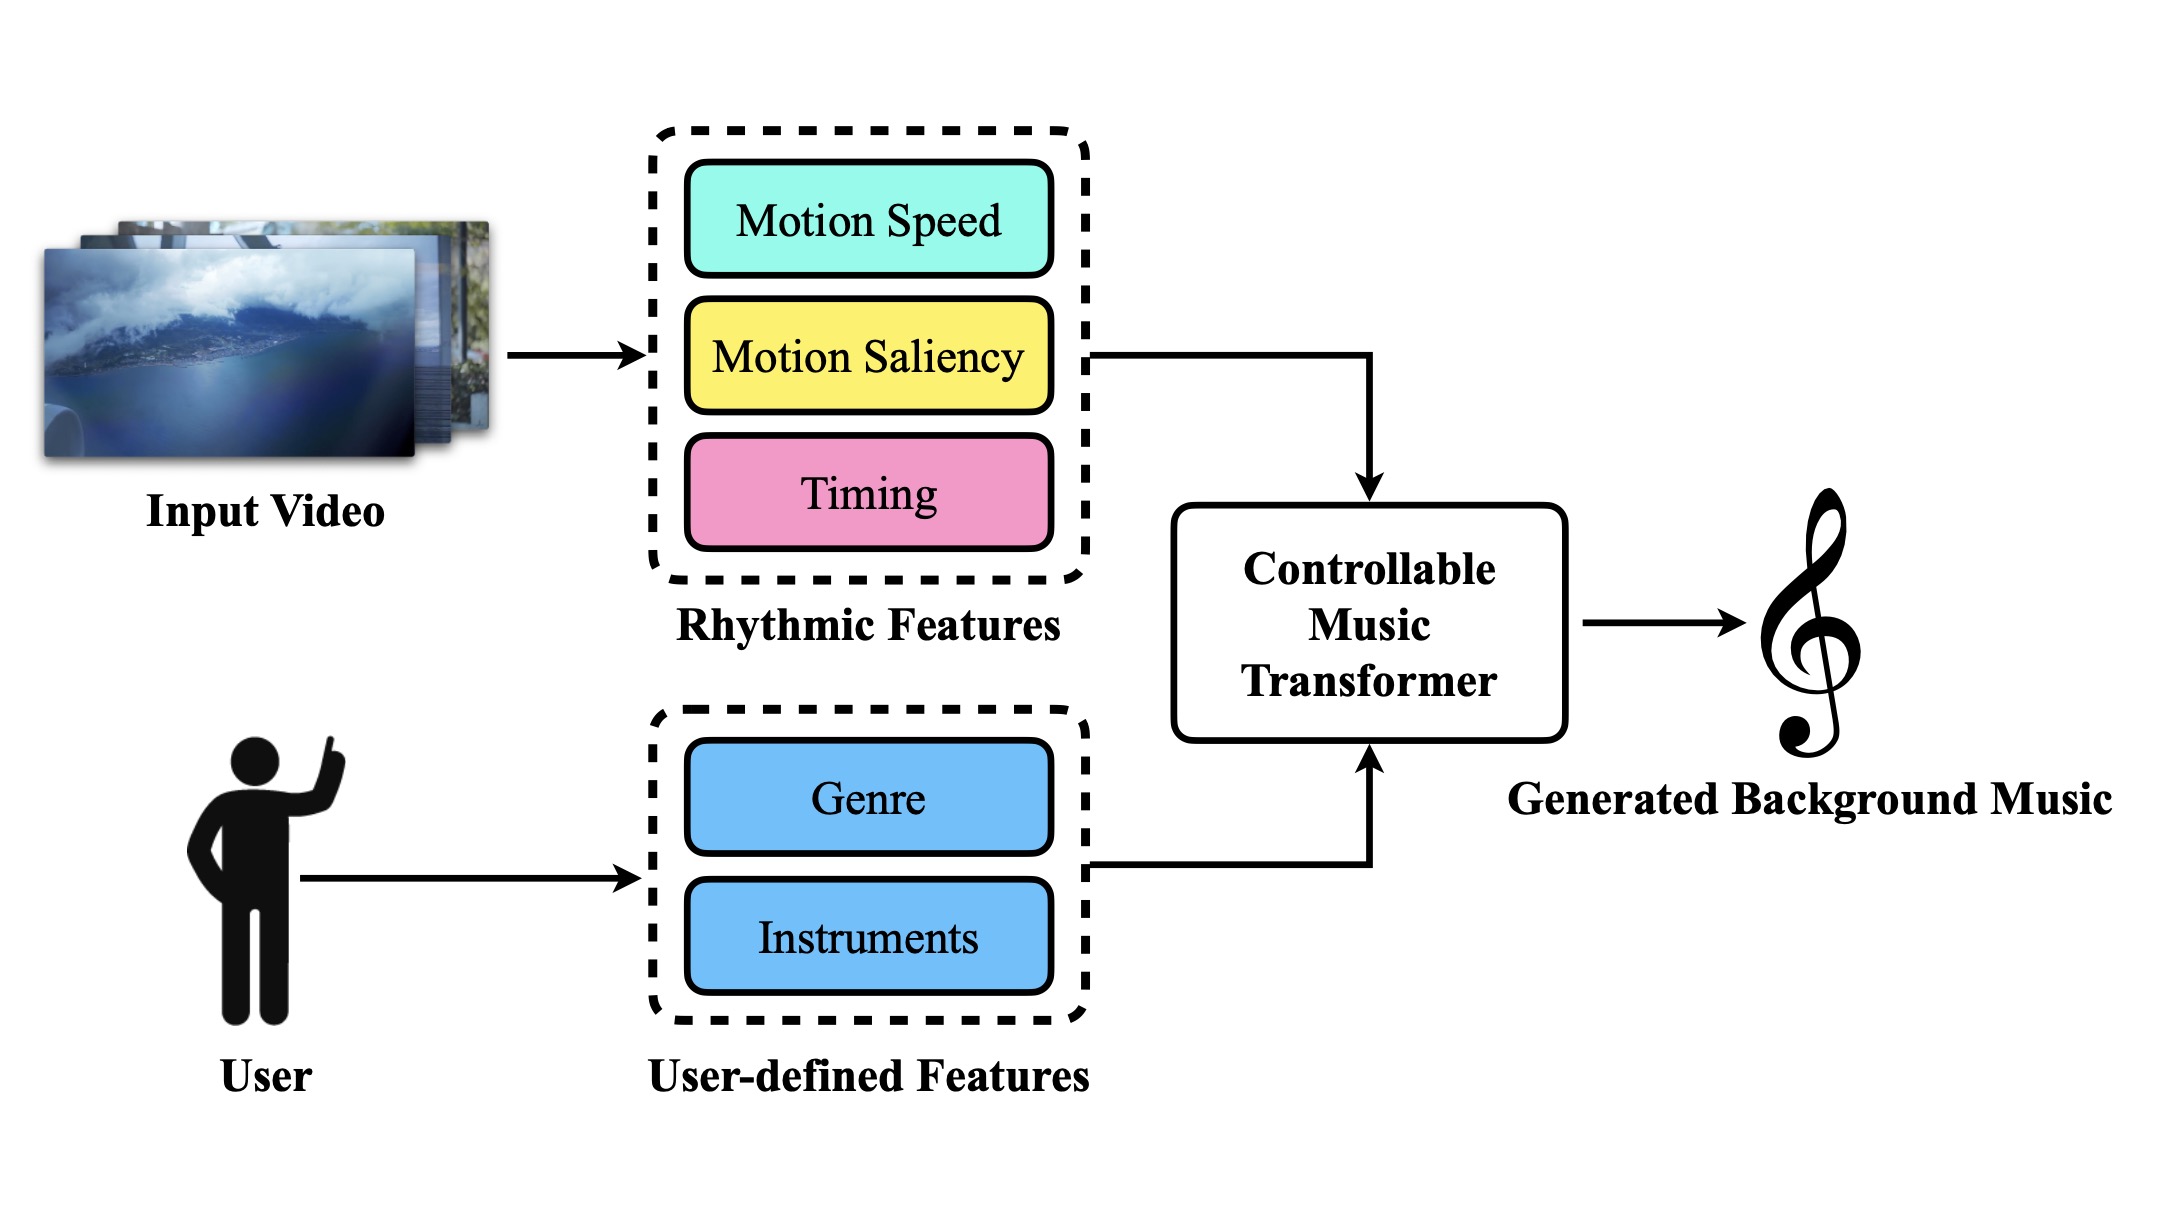 Input Video
Motion Speed
Motion Saliency
Timing
Rhythmic Features
User
Genre
Instruments
User-defined Features
Controllable
Music
Transformer
Generated Background Music